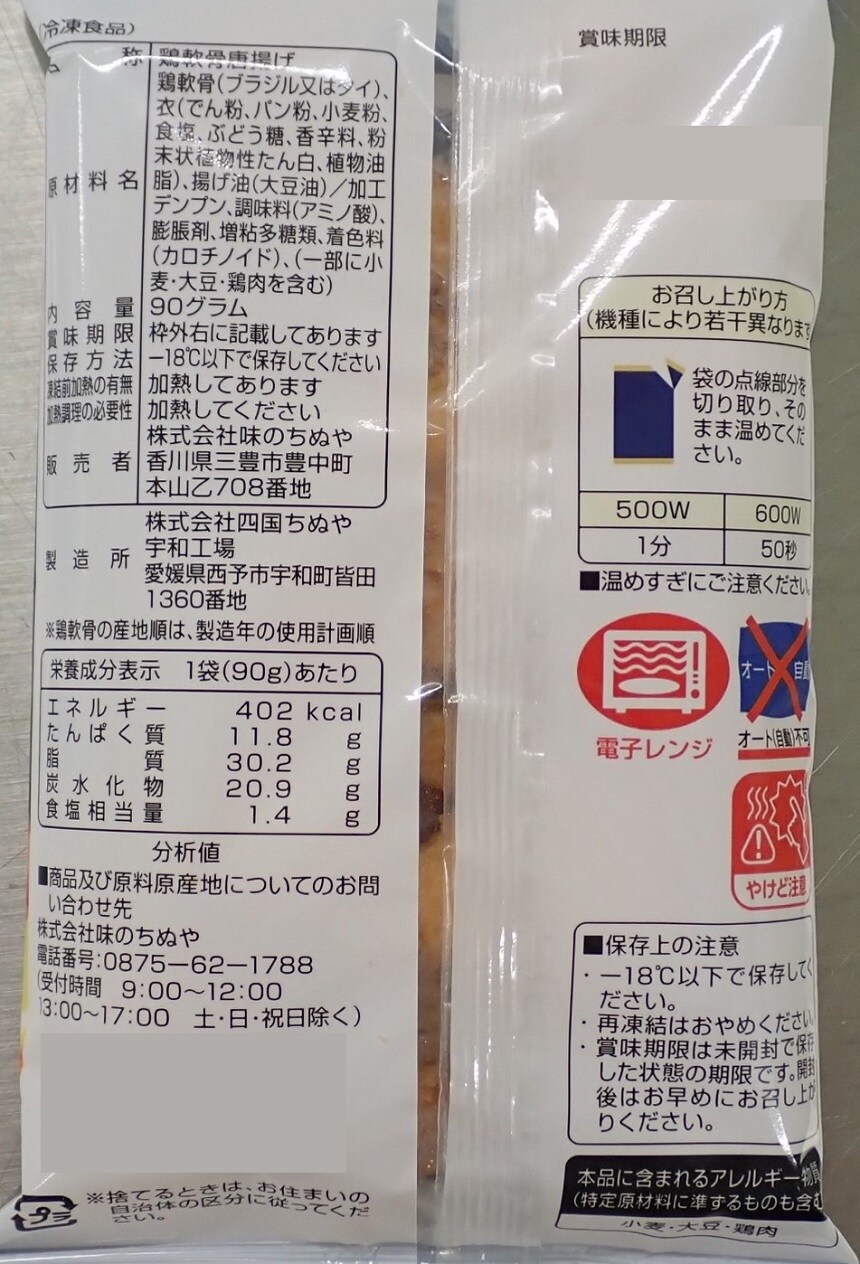 (冷凍食品)
称 鶏軟骨唐揚げ
原材料名 鶏軟骨(ブラジル又はタイ)、
衣(でん粉、パン粉、小麦粉、
食塩、ぶどう糖、香辛料、粉
末状植物性たん白、植物油
脂)、揚げ油(大豆油)/加工
デンプン、調味料(アミノ酸)、
膨脹剤、増粘多糖類、着色料
(カロチノイド)、(一部に小
麦・大豆・鶏肉を含む)
内容量 90グラム
賞味期限 枠外右に記載してあります
保存方法 −18℃以下で保存してください
凍結前加熱の有無 加熱してあります
加熱調理の必要性 加熱してください
販売者 株式会社味のちぬや
香川県三豊市豊中町
本山乙708番地
製造所 株式会社四国ちぬや
宇和工場
愛媛県西予市宇和町皆田
1360番地
※鶏軟骨の産地順は、製造年の使用計画順
栄養成分表示 1袋(90g)あたり
エネルギー 402 kcal
たんぱく質 11.8 g
脂質 30.2 g
炭水化物 20.9 g
食塩相当量 1.4 g
分析値
■商品及び原料原産地についてのお問
い合わせ先
株式会社味のちぬや
電話番号:0875−62−1788
(受付時間 9:00〜12:00
13:00〜17:00 土・日・祝日除く)
プラ
※捨てるときは、お住まいの
自治体の区分に従ってくだ
さい。
賞味期限
お召し上がり方
(機種により若干異なります
袋の点線部分を
切り取り、その
まま温めてくだ
さい。
500W 600W
1分 50秒
■温めすぎにご注意ください。
オート 自動
電子レンジ
オート(自動)不可
やけど注意
■保存上の注意
・−18℃以下で保存してく
ださい。
・再凍結はおやめください。
・賞味期限は未開封で保存
した状態の期限です。開封
後はお早めにお召し上が
りください。
本品に含まれるアレルギー物質
(特定原材料に準ずるものも含む
小麦・大豆・鶏肉